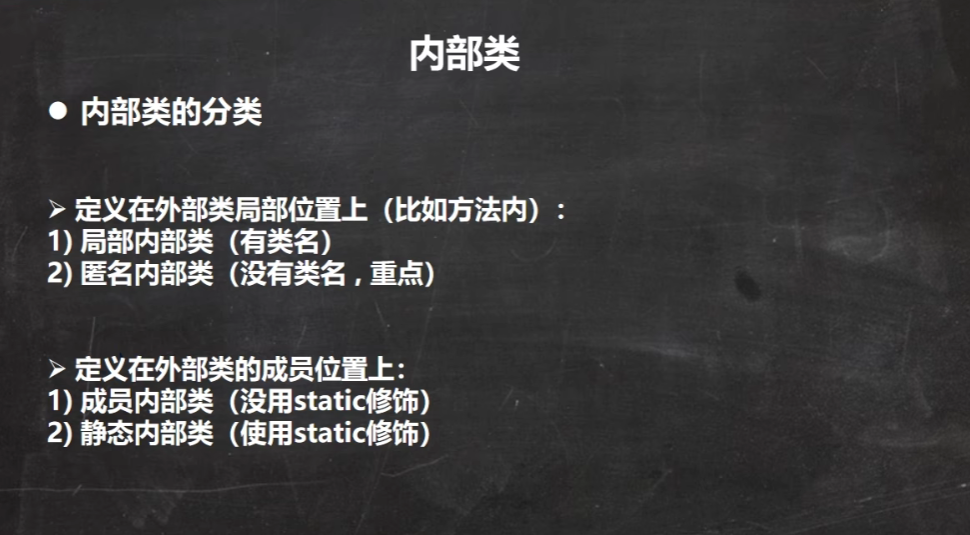 内部类
● 内部类的分类
➢ 定义在外部类局部位置上（比如方法内）：
1) 局部内部类（有类名）
2) 匿名内部类（没有类名，重点）
➢ 定义在外部类的成员位置上：
1) 成员内部类（没用static修饰）
2) 静态内部类（使用static修饰）